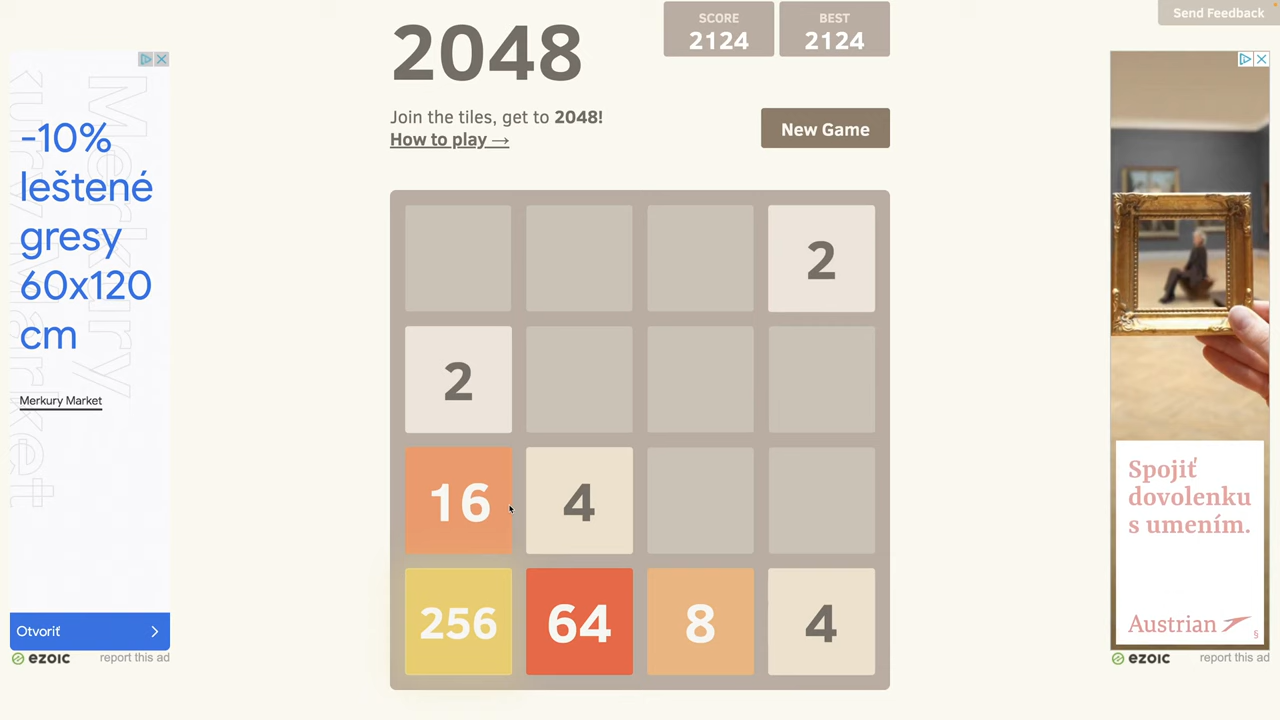 2048
SCORE
2124
BEST
2124
Send Feedback
Join the tiles, get to 2048!
How to play →
New Game
-10%
leštené
gresy
60x120
cm
Merkury Market
Otvoriť
ezoic
report this ad
2
2
16 4
256 64 8 4
Spojiť
dovolenku
s umením.
Austrian
§
ezoic
report this ad